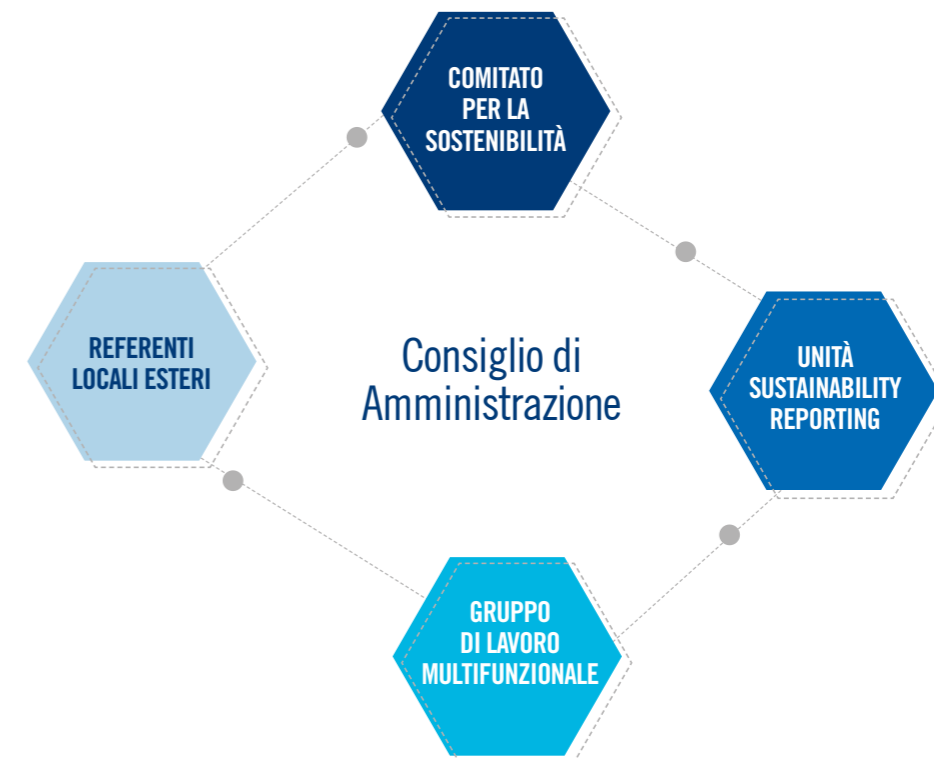 COMITATO
PER LA
SOSTENIBILITÀ
REFERENTI
LOCALI ESTERI
Consiglio di
Amministrazione
UNITÀ
SUSTAINABILITY
REPORTING
GRUPPO
DI LAVORO
MULTIFUNZIONALE